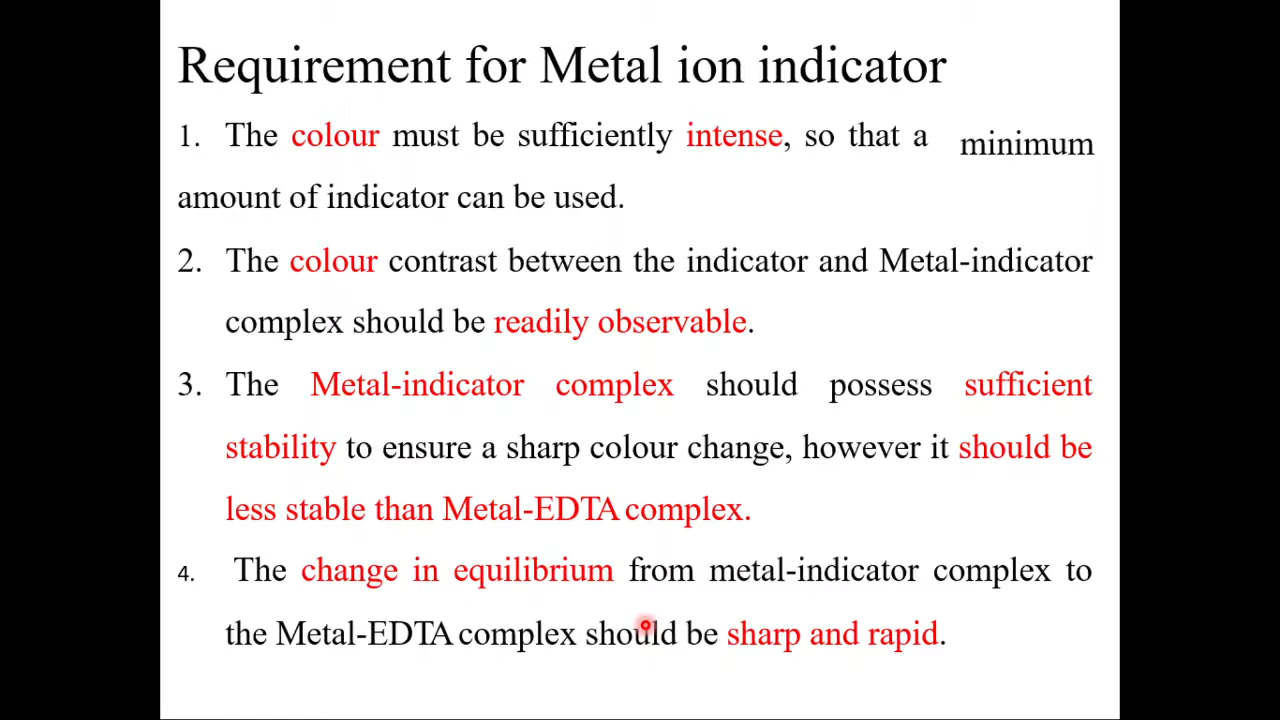 Requirement for Metal ion indicator
1. The colour must be sufficiently intense, so that a minimum
amount of indicator can be used.
2. The colour contrast between the indicator and Metal-indicator
complex should be readily observable.
3. The Metal-indicator complex should possess sufficient
stability to ensure a sharp colour change, however it should be
less stable than Metal-EDTA complex.
4. The change in equilibrium from metal-indicator complex to
the Metal-EDTA complex should be sharp and rapid.